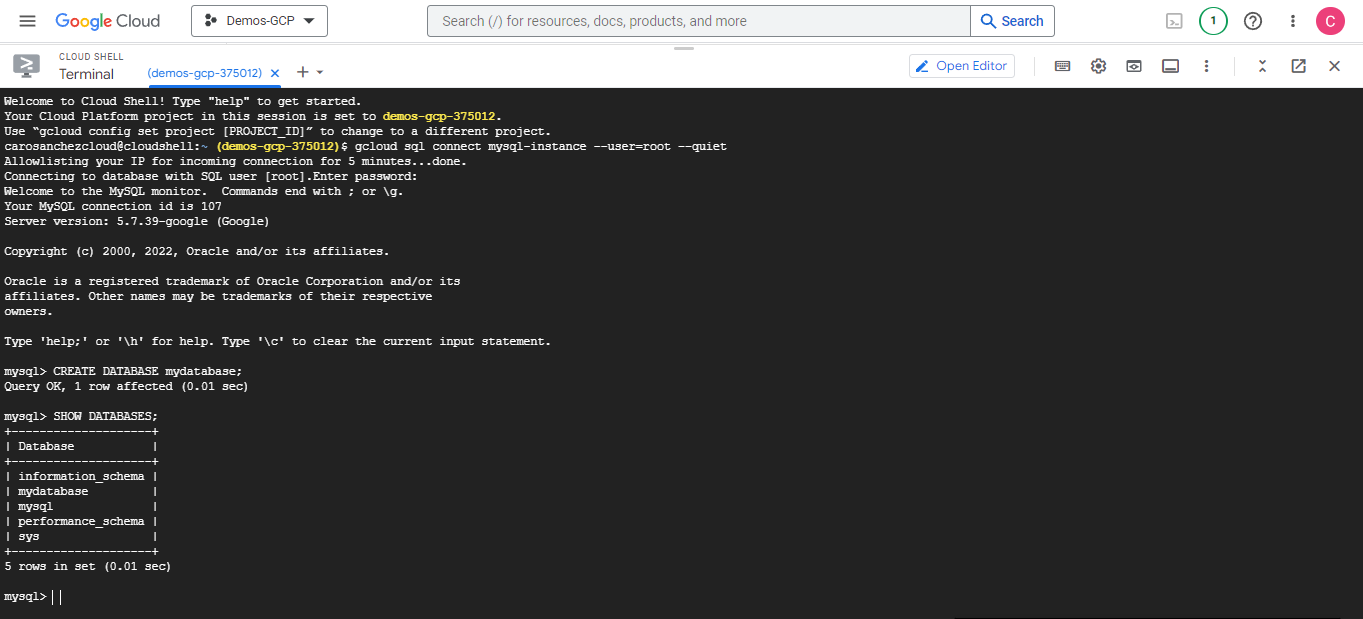 Google Cloud
Demos-GCP
Search (/) for resources, docs, products, and more
Search
1
C
CLOUD SHELL
Terminal
(demos-gcp-375012)
Open Editor
Welcome to Cloud Shell! Type "help" to get started.
Your Cloud Platform project in this session is set to demos-gcp-375012.
Use “gcloud config set project [PROJECT_ID]” to change to a different project.
carosanchezcloud@cloudshell:~ (demos-gcp-375012)$ gcloud sql connect mysql-instance --user=root --quiet
Allowlisting your IP for incoming connection for 5 minutes...done.
Connecting to database with SQL user [root].Enter password:
Welcome to the MySQL monitor.  Commands end with ; or \g.
Your MySQL connection id is 107
Server version: 5.7.39-google (Google)
Copyright (c) 2000, 2022, Oracle and/or its affiliates.
Oracle is a registered trademark of Oracle Corporation and/or its
affiliates. Other names may be trademarks of their respective
owners.
Type 'help;' or '\h' for help. Type '\c' to clear the current input statement.
mysql> CREATE DATABASE mydatabase;
Query OK, 1 row affected (0.01 sec)
mysql> SHOW DATABASES;
+--------------------+
| Database           |
+--------------------+
| information_schema |
| mydatabase         |
| mysql              |
| performance_schema |
| sys                |
+--------------------+
5 rows in set (0.01 sec)
mysql>